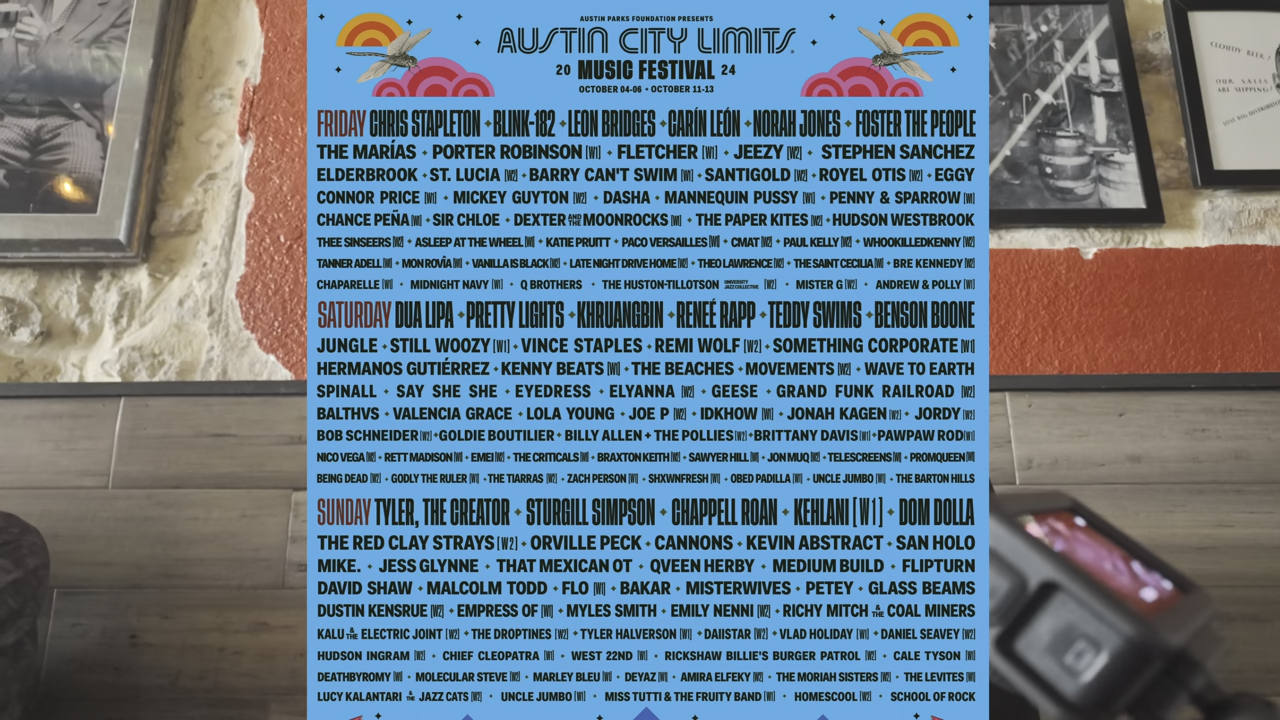 AUSTIN PARKS FOUNDATION PRESENTS
AUSTIN CITY LIMITS
20 MUSIC FESTIVAL 24
OCTOBER 04-06 • OCTOBER 11-13
CLOUDY BEER?
OUR SALES
ARE SHIPPING!
FRIDAY CHRIS STAPLETON ✦ BLINK-182 ✦ LEON BRIDGES ✦ CARÍN LEÓN ✦ NORAH JONES ✦ FOSTER THE PEOPLE
THE MARÍAS ✦ PORTER ROBINSON [W1] ✦ FLETCHER [W1] ✦ JEEZY [W2] ✦ STEPHEN SANCHEZ
ELDERBROOK ✦ ST. LUCIA [W2] ✦ BARRY CAN'T SWIM [W1] ✦ SANTIGOLD [W2] ✦ ROYEL OTIS [W2] ✦ EGGY
CONNOR PRICE [W1] ✦ MICKEY GUYTON [W2] ✦ DASHA ✦ MANNEQUIN PUSSY [W1] ✦ PENNY & SPARROW [W1]
CHANCE PEÑA [W1] ✦ SIR CHLOE ✦ DEXTER AND THE MOONROCKS [W1] ✦ THE PAPER KITES [W2] ✦ HUDSON WESTBROOK
THEE SINSEERS [W2] ✦ ASLEEP AT THE WHEEL [W1] ✦ KATIE PRUITT ✦ PACO VERSAILLES [W1] ✦ CMAT [W2] ✦ PAUL KELLY [W2] ✦ WHOOKILLEDKENNY [W2]
TANNER ADELL [W1] ✦ MON ROVÎA [W1] ✦ VANILLA IS BLACK [W2] ✦ LATE NIGHT DRIVE HOME [W2] ✦ THEO LAWRENCE [W2] ✦ THE SAINT CECILIA [W1] ✦ BRE KENNEDY [W2]
CHAPARELLE [W1] ✦ MIDNIGHT NAVY [W1] ✦ Q BROTHERS ✦ THE HUSTON-TILLOTSON UNIVERSITY JAZZ COLLECTIVE [W2] ✦ MISTER G [W2] ✦ ANDREW & POLLY [W1]
SATURDAY DUA LIPA ✦ PRETTY LIGHTS ✦ KHRUANGBIN ✦ RENEÉ RAPP ✦ TEDDY SWIMS ✦ BENSON BOONE
JUNGLE ✦ STILL WOOZY [W1] ✦ VINCE STAPLES ✦ REMI WOLF [W2] ✦ SOMETHING CORPORATE [W1]
HERMANOS GUTIÉRREZ ✦ KENNY BEATS [W1] ✦ THE BEACHES ✦ MOVEMENTS [W2] ✦ WAVE TO EARTH
SPINALL ✦ SAY SHE SHE ✦ EYEDRESS ✦ ELYANNA [W2] ✦ GEESE ✦ GRAND FUNK RAILROAD [W2]
BALTHVS ✦ VALENCIA GRACE ✦ LOLA YOUNG ✦ JOE P [W2] ✦ IDKHOW [W1] ✦ JONAH KAGEN [W2] ✦ JORDY [W2]
BOB SCHNEIDER [W2] ✦ GOLDIE BOUTILIER ✦ BILLY ALLEN + THE POLLIES [W2] ✦ BRITTANY DAVIS [W1] ✦ PAWPAW ROD [W1]
NICO VEGA [W2] ✦ RETT MADISON [W1] ✦ EMEI [W2] ✦ THE CRITICALS [W1] ✦ BRAXTON KEITH [W2] ✦ SAWYER HILL [W1] ✦ JON MUQ [W2] ✦ TELESCREENS [W1] ✦ PROMQUEEN [W1]
BEING DEAD [W2] ✦ GODLY THE RULER [W1] ✦ THE TIARRAS [W2] ✦ ZACH PERSON [W1] ✦ SHXWNFRESH [W1] ✦ OBED PADILLA [W1] ✦ UNCLE JUMBO [W1] ✦ THE BARTON HILLS
SUNDAY TYLER, THE CREATOR ✦ STURGILL SIMPSON ✦ CHAPPELL ROAN ✦ KEHLANI [W1] ✦ DOM DOLLA
THE RED CLAY STRAYS [W2] ✦ ORVILLE PECK ✦ CANNONS ✦ KEVIN ABSTRACT ✦ SAN HOLO
MIKE. ✦ JESS GLYNNE ✦ THAT MEXICAN OT ✦ QVEEN HERBY ✦ MEDIUM BUILD ✦ FLIPTURN
DAVID SHAW ✦ MALCOLM TODD ✦ FLO [W1] ✦ BAKAR ✦ MISTERWIVES ✦ PETEY ✦ GLASS BEAMS
DUSTIN KENSRUE [W2] ✦ EMPRESS OF [W1] ✦ MYLES SMITH ✦ EMILY NENNI [W2] ✦ RICHY MITCH & THE COAL MINERS
KALU & THE ELECTRIC JOINT [W2] ✦ THE DROPTINES [W2] ✦ TYLER HALVERSON [W1] ✦ DAIISTAR [W2] ✦ VLAD HOLIDAY [W1] ✦ DANIEL SEAVEY [W2]
HUDSON INGRAM [W2] ✦ CHIEF CLEOPATRA [W1] ✦ WEST 22ND [W1] ✦ RICKSHAW BILLIE'S BURGER PATROL [W2] ✦ CALE TYSON [W1]
DEATHBYROMY [W1] ✦ MOLECULAR STEVE [W2] ✦ MARLEY BLEU [W1] ✦ DEYAZ [W1] ✦ AMIRA ELFEKY [W2] ✦ THE MORIAH SISTERS [W2] ✦ THE LEVITES [W1]
LUCY KALANTARI & THE JAZZ CATS [W2] ✦ UNCLE JUMBO [W1] ✦ MISS TUTTI & THE FRUITY BAND [W1] ✦ HOMESCOOL [W2] ✦ SCHOOL OF ROCK